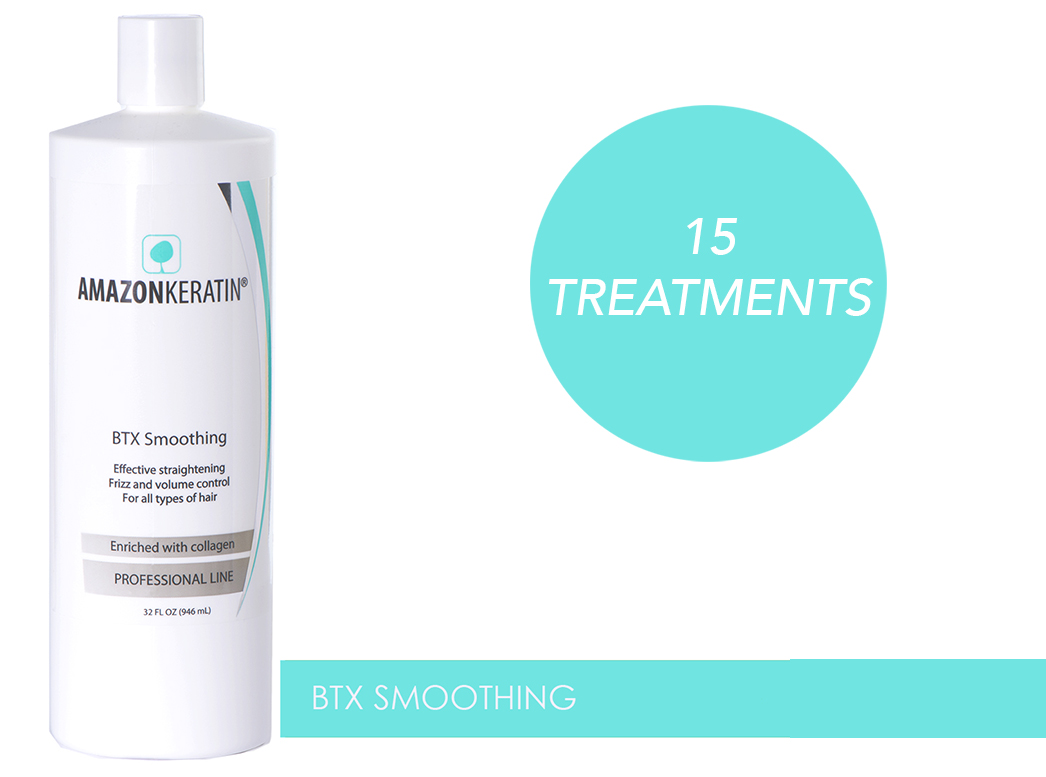 AMAZONKERATIN®
BTX Smoothing
Effective straightening
Frizz and volume control
For all types of hair
Enriched with collagen
PROFESSIONAL LINE
32 FL OZ (946 mL)
15
TREATMENTS
BTX SMOOTHING